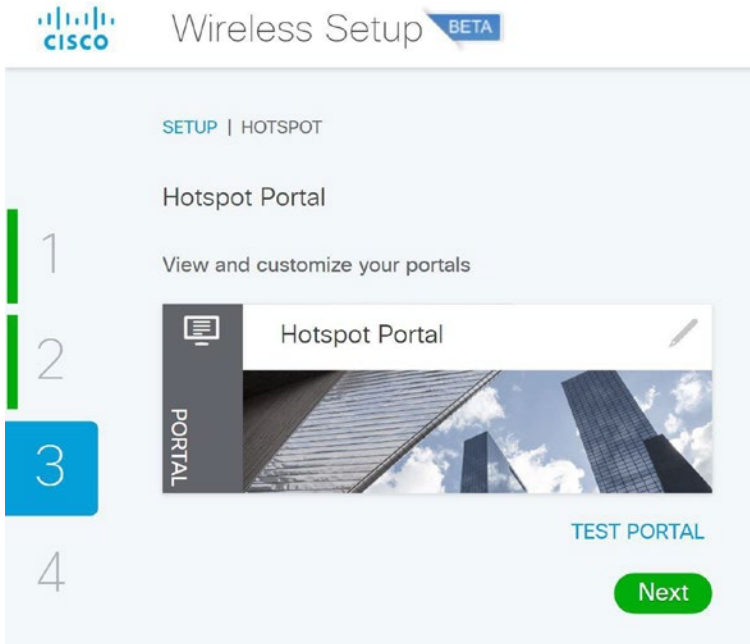 CISCO
Wireless Setup BETA
SETUP | HOTSPOT
Hotspot Portal
View and customize your portals
Hotspot Portal
PORTAL
TEST PORTAL
Next
1
2
3
4